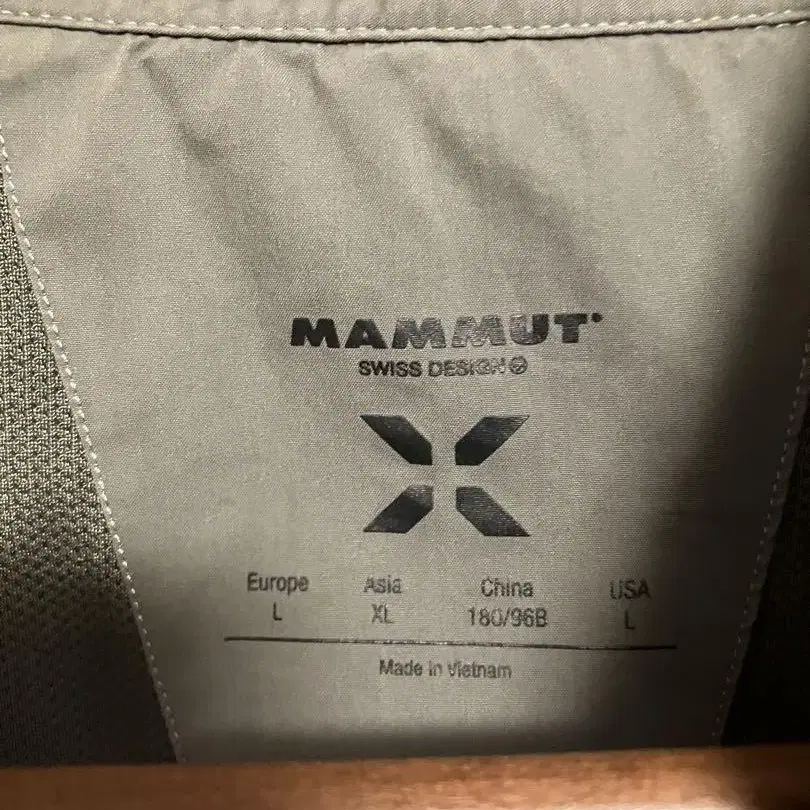 MAMMUT
SWISS DESIGN
Europe Asia China USA
L XL 180/96B L
Made in Vietnam